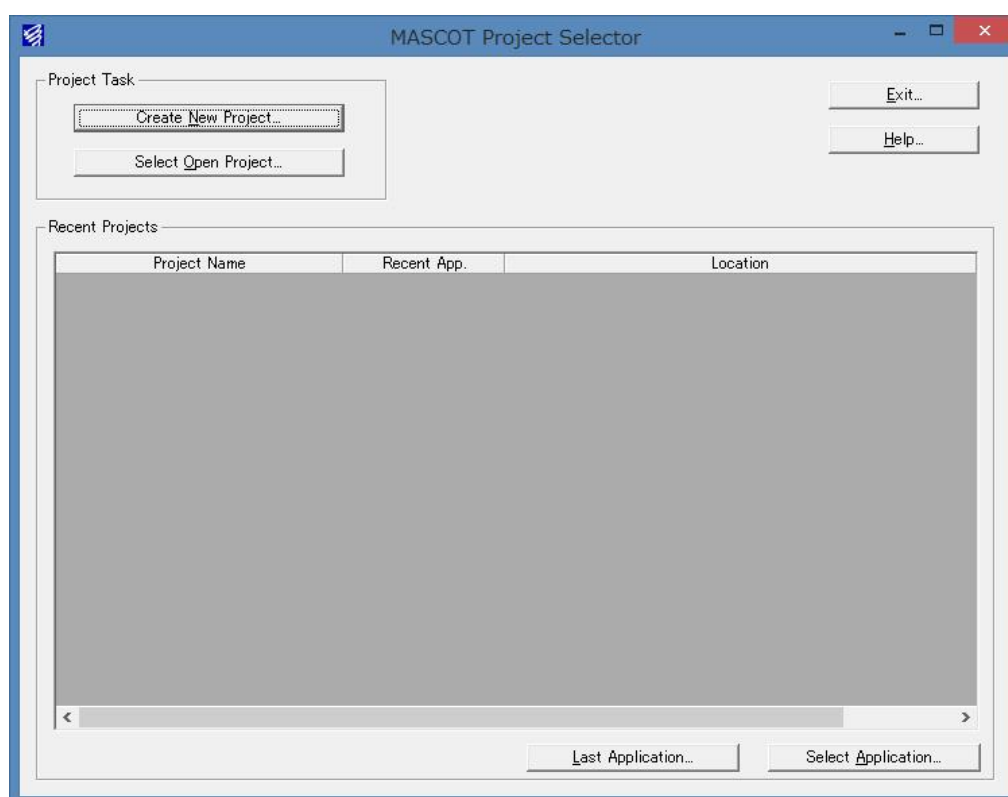 MASCOT Project Selector
Project Task
Create New Project...
Select Open Project...
Exit...
Help...
Recent Projects
Project Name Recent App. Location
Last Application... Select Application...